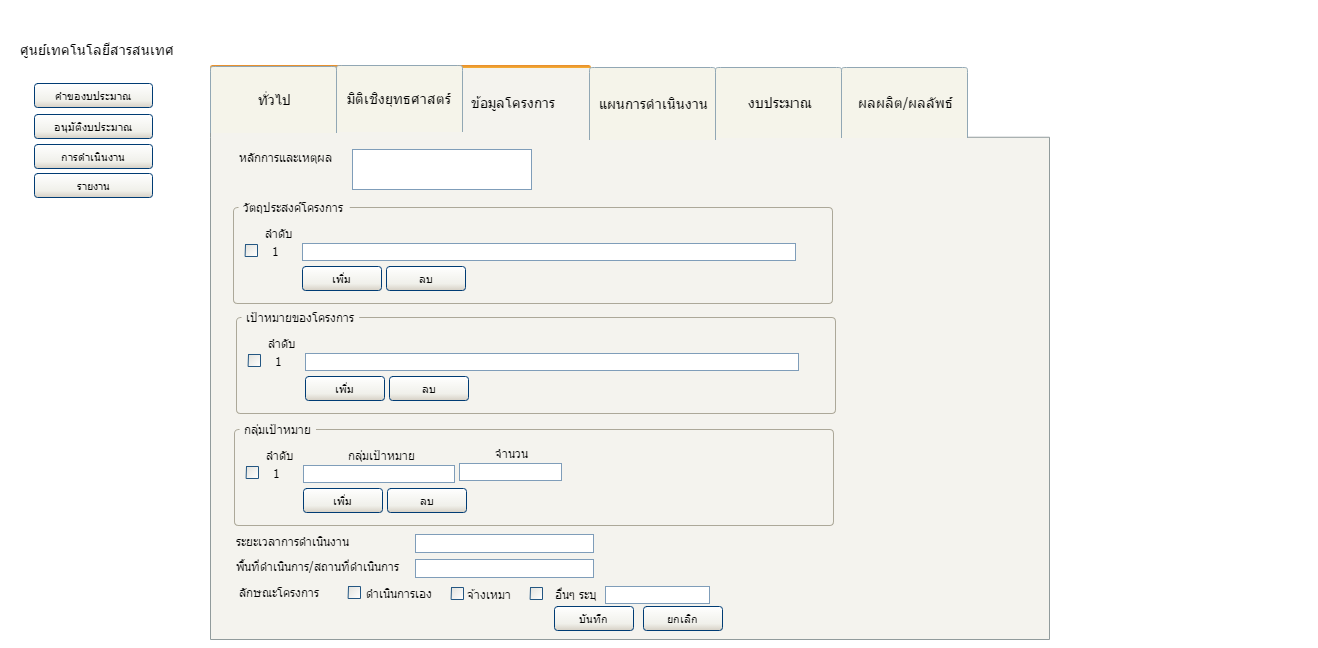 ศูนย์เทคโนโลยีสารสนเทศ
คำของบประมาณ
อนุมัติงบประมาณ
การดำเนินงาน
รายงาน
ทั่วไป มิติเชิงยุทธศาสตร์ ข้อมูลโครงการ แผนการดำเนินงาน งบประมาณ ผลผลิต/ผลลัพธ์
หลักการและเหตุผล
วัตถุประสงค์โครงการ
ลำดับ
1
เพิ่ม ลบ
เป้าหมายของโครงการ
ลำดับ
1
เพิ่ม ลบ
กลุ่มเป้าหมาย
ลำดับ กลุ่มเป้าหมาย จำนวน
1
เพิ่ม ลบ
ระยะเวลาการดำเนินงาน
พื้นที่ดำเนินการ/สถานที่ดำเนินการ
ลักษณะโครงการ ดำเนินการเอง จ้างเหมา อื่นๆ ระบุ
บันทึก ยกเลิก